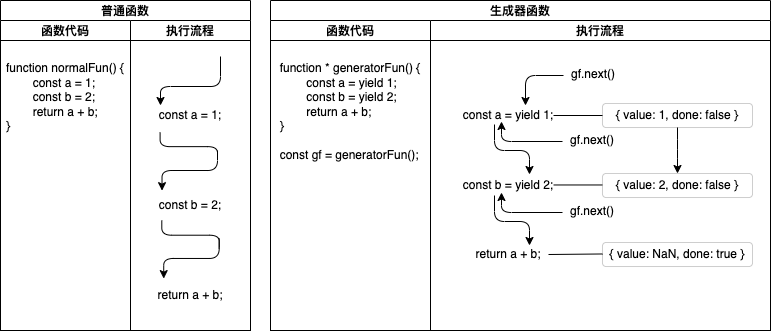 普通函数
函数代码
执行流程
function normalFun() {
const a = 1;
const b = 2;
return a + b;
}
const a = 1;
const b = 2;
return a + b;
生成器函数
函数代码
执行流程
function * generatorFun() {
const a = yield 1;
const b = yield 2;
return a + b;
}
const gf = generatorFun();
gf.next()
const a = yield 1;
{ value: 1, done: false }
gf.next()
const b = yield 2;
{ value: 2, done: false }
gf.next()
return a + b;
{ value: NaN, done: true }